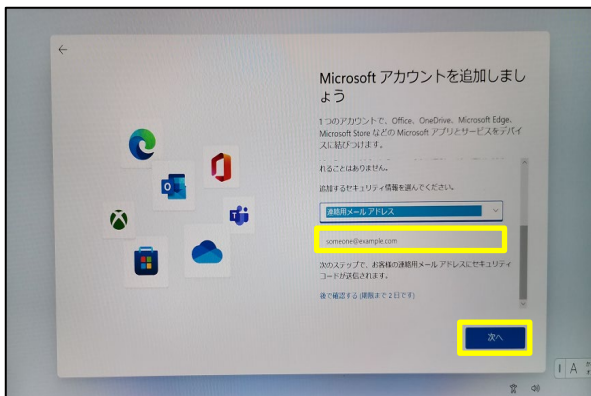 Microsoft アカウントを追加しまし
ょう
1 つのアカウントで、Office、OneDrive、Microsoft Edge、
Microsoft Store などの Microsoft アプリとサービスをデバイ
スに結びつけます。
れることはありません。
追加するセキュリティ情報を選んでください。
連絡用メール アドレス
someone@example.com
次のステップで、お客様の連絡用メール アドレスにセキュリティ
コードが送信されます。
後で確認する (期限まで 2 日です)
次へ
A